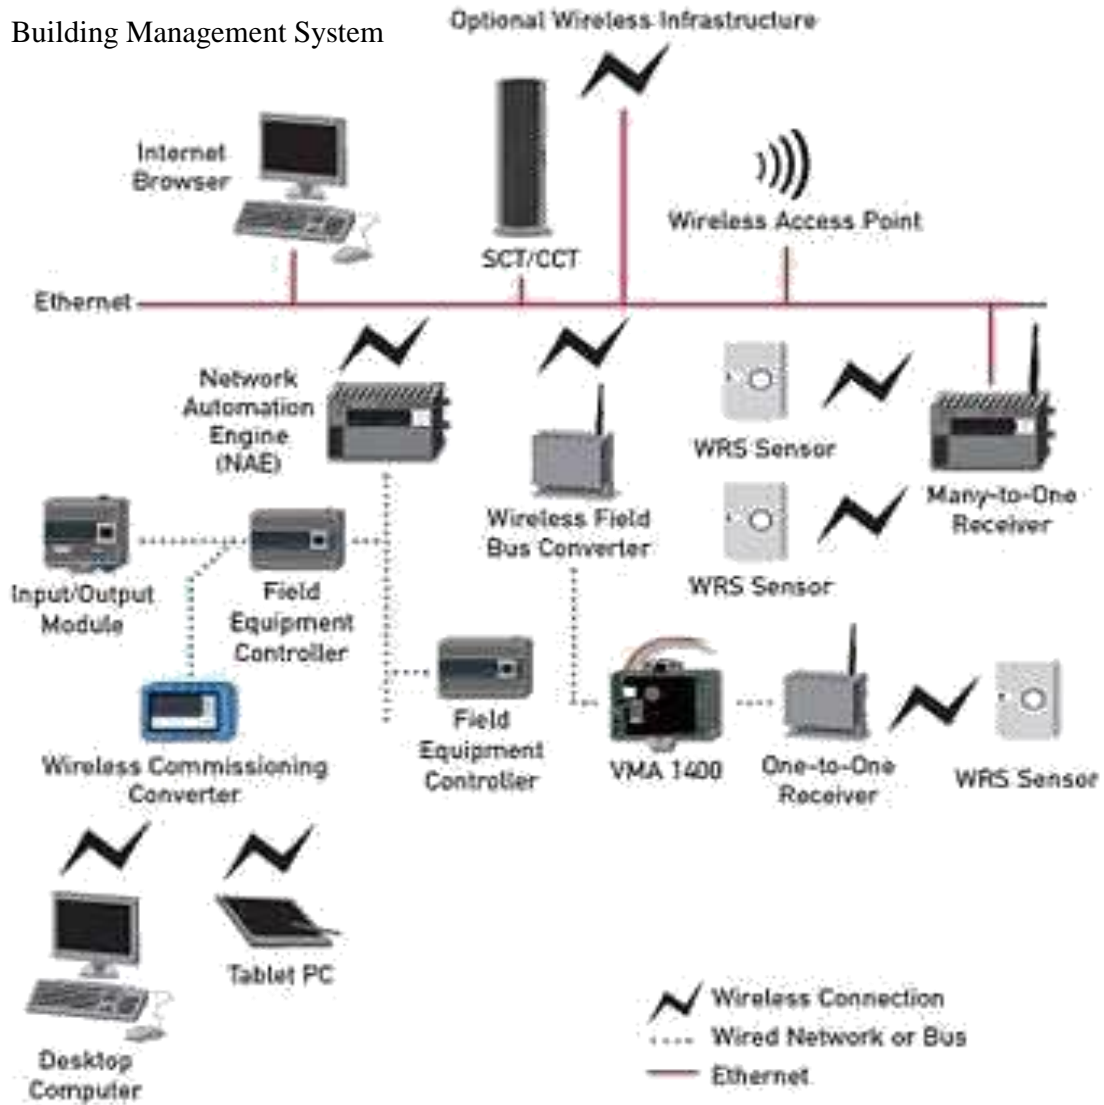 Building Management System
Optional Wireless Infrastructure
Internet
Browser
SCT/CCT
Wireless Access Point
Ethernet
Network
Automation
Engine
(NAE)
WRS Sensor
Many-to-One
Receiver
Wireless Field
Bus Converter
WRS Sensor
Input/Output
Module
Field
Equipment
Controller
Field
Equipment
Controller
VMA 1400
One-to-One
Receiver
WRS Sensor
Wireless Commissioning
Converter
Tablet PC
Desktop
Computer
Wireless Connection
Wired Network or Bus
Ethernet